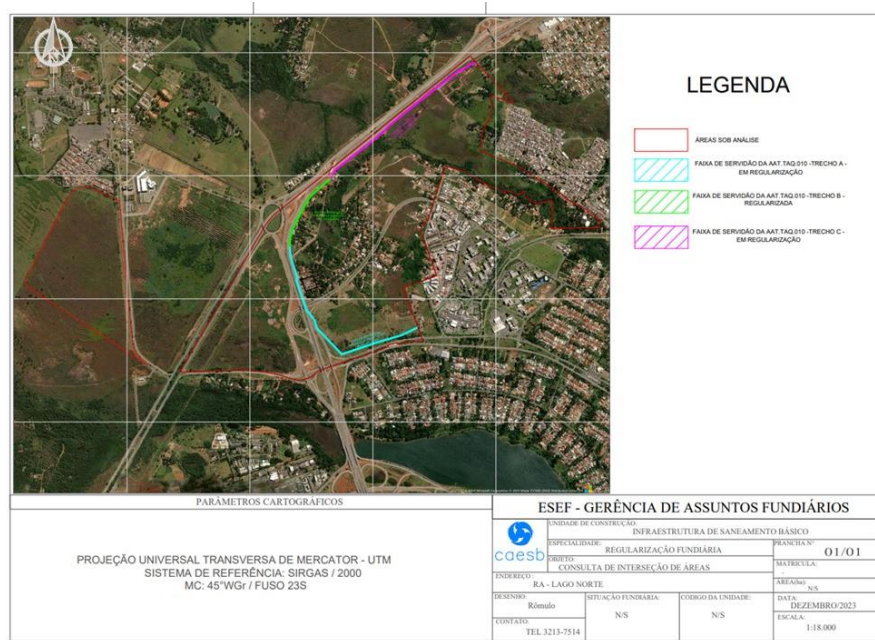 LEGENDA
ÁREAS SOB ANÁLISE
FAIXA DE SERVIDÃO DA AAT.TAQ.010 -TRECHO A -
EM REGULARIZAÇÃO
FAIXA DE SERVIDÃO DA AAT.TAQ.010 -TRECHO B -
REGULARIZADA
FAIXA DE SERVIDÃO DA AAT.TAQ.010 -TRECHO C -
EM REGULARIZAÇÃO
PARÂMETROS CARTOGRÁFICOS
PROJEÇÃO UNIVERSAL TRANSVERSA DE MERCATOR - UTM
SISTEMA DE REFERÊNCIA: SIRGAS / 2000
MC: 45°WGr / FUSO 23S
ESEF - GERÊNCIA DE ASSUNTOS FUNDIÁRIOS
caesb
UNIDADE DE CONSTRUÇÃO:
INFRAESTRUTURA DE SANEAMENTO BÁSICO
ESPECIALIDADE:
REGULARIZAÇÃO FUNDIÁRIA
PRANCHA Nº
01/01
OBJETO:
CONSULTA DE INTERSEÇÃO DE ÁREAS
MATRÍCULA:
-
ENDEREÇO :
RA - LAGO NORTE
ÁREA(ha):
N/S
DESENHO:
Rômulo
SITUAÇÃO FUNDIÁRIA:
N/S
CÓDIGO DA UNIDADE:
N/S
DATA:
DEZEMBRO/2023
CONTATO:
TEL 3213-7514
ESCALA:
1:18.000